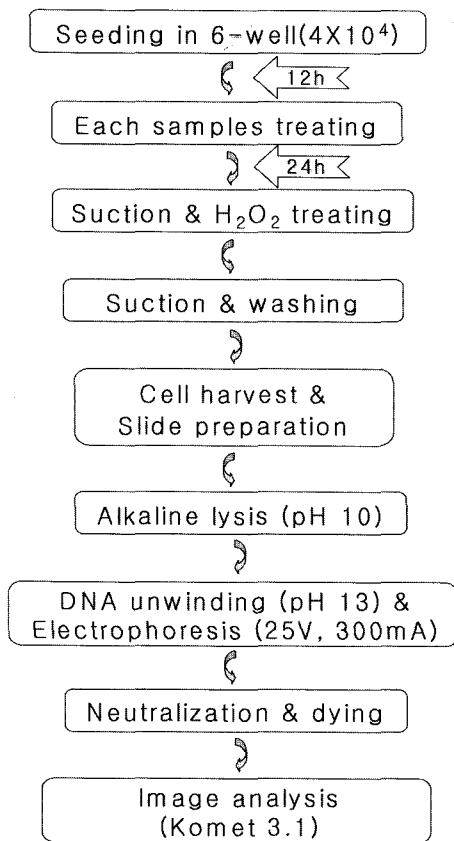 Seeding in 6-well(4X10⁴)
12h
Each samples treating
24h
Suction & H₂O₂ treating
Suction & washing
Cell harvest &
Slide preparation
Alkaline lysis (pH 10)
DNA unwinding (pH 13) &
Electrophoresis (25V, 300mA)
Neutralization & dying
Image analysis
(Komet 3.1)